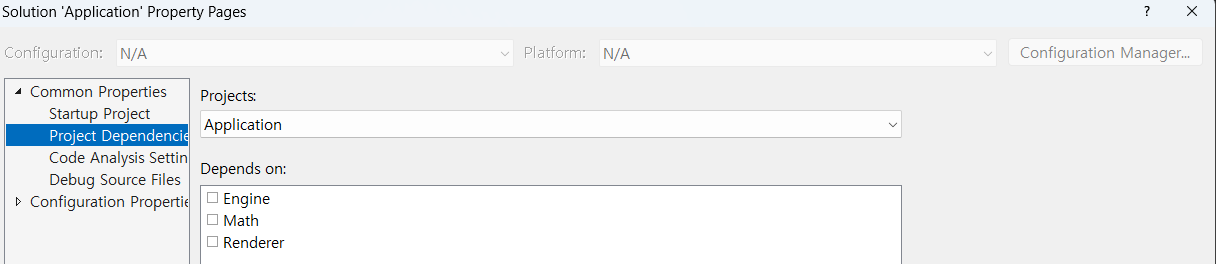 Solution 'Application' Property Pages
?
Configuration: N/A Platform: N/A Configuration Manager...
Common Properties
Startup Project
Project Dependencie
Code Analysis Settin
Debug Source Files
Configuration Propertie
Projects:
Application
Depends on:
Engine
Math
Renderer